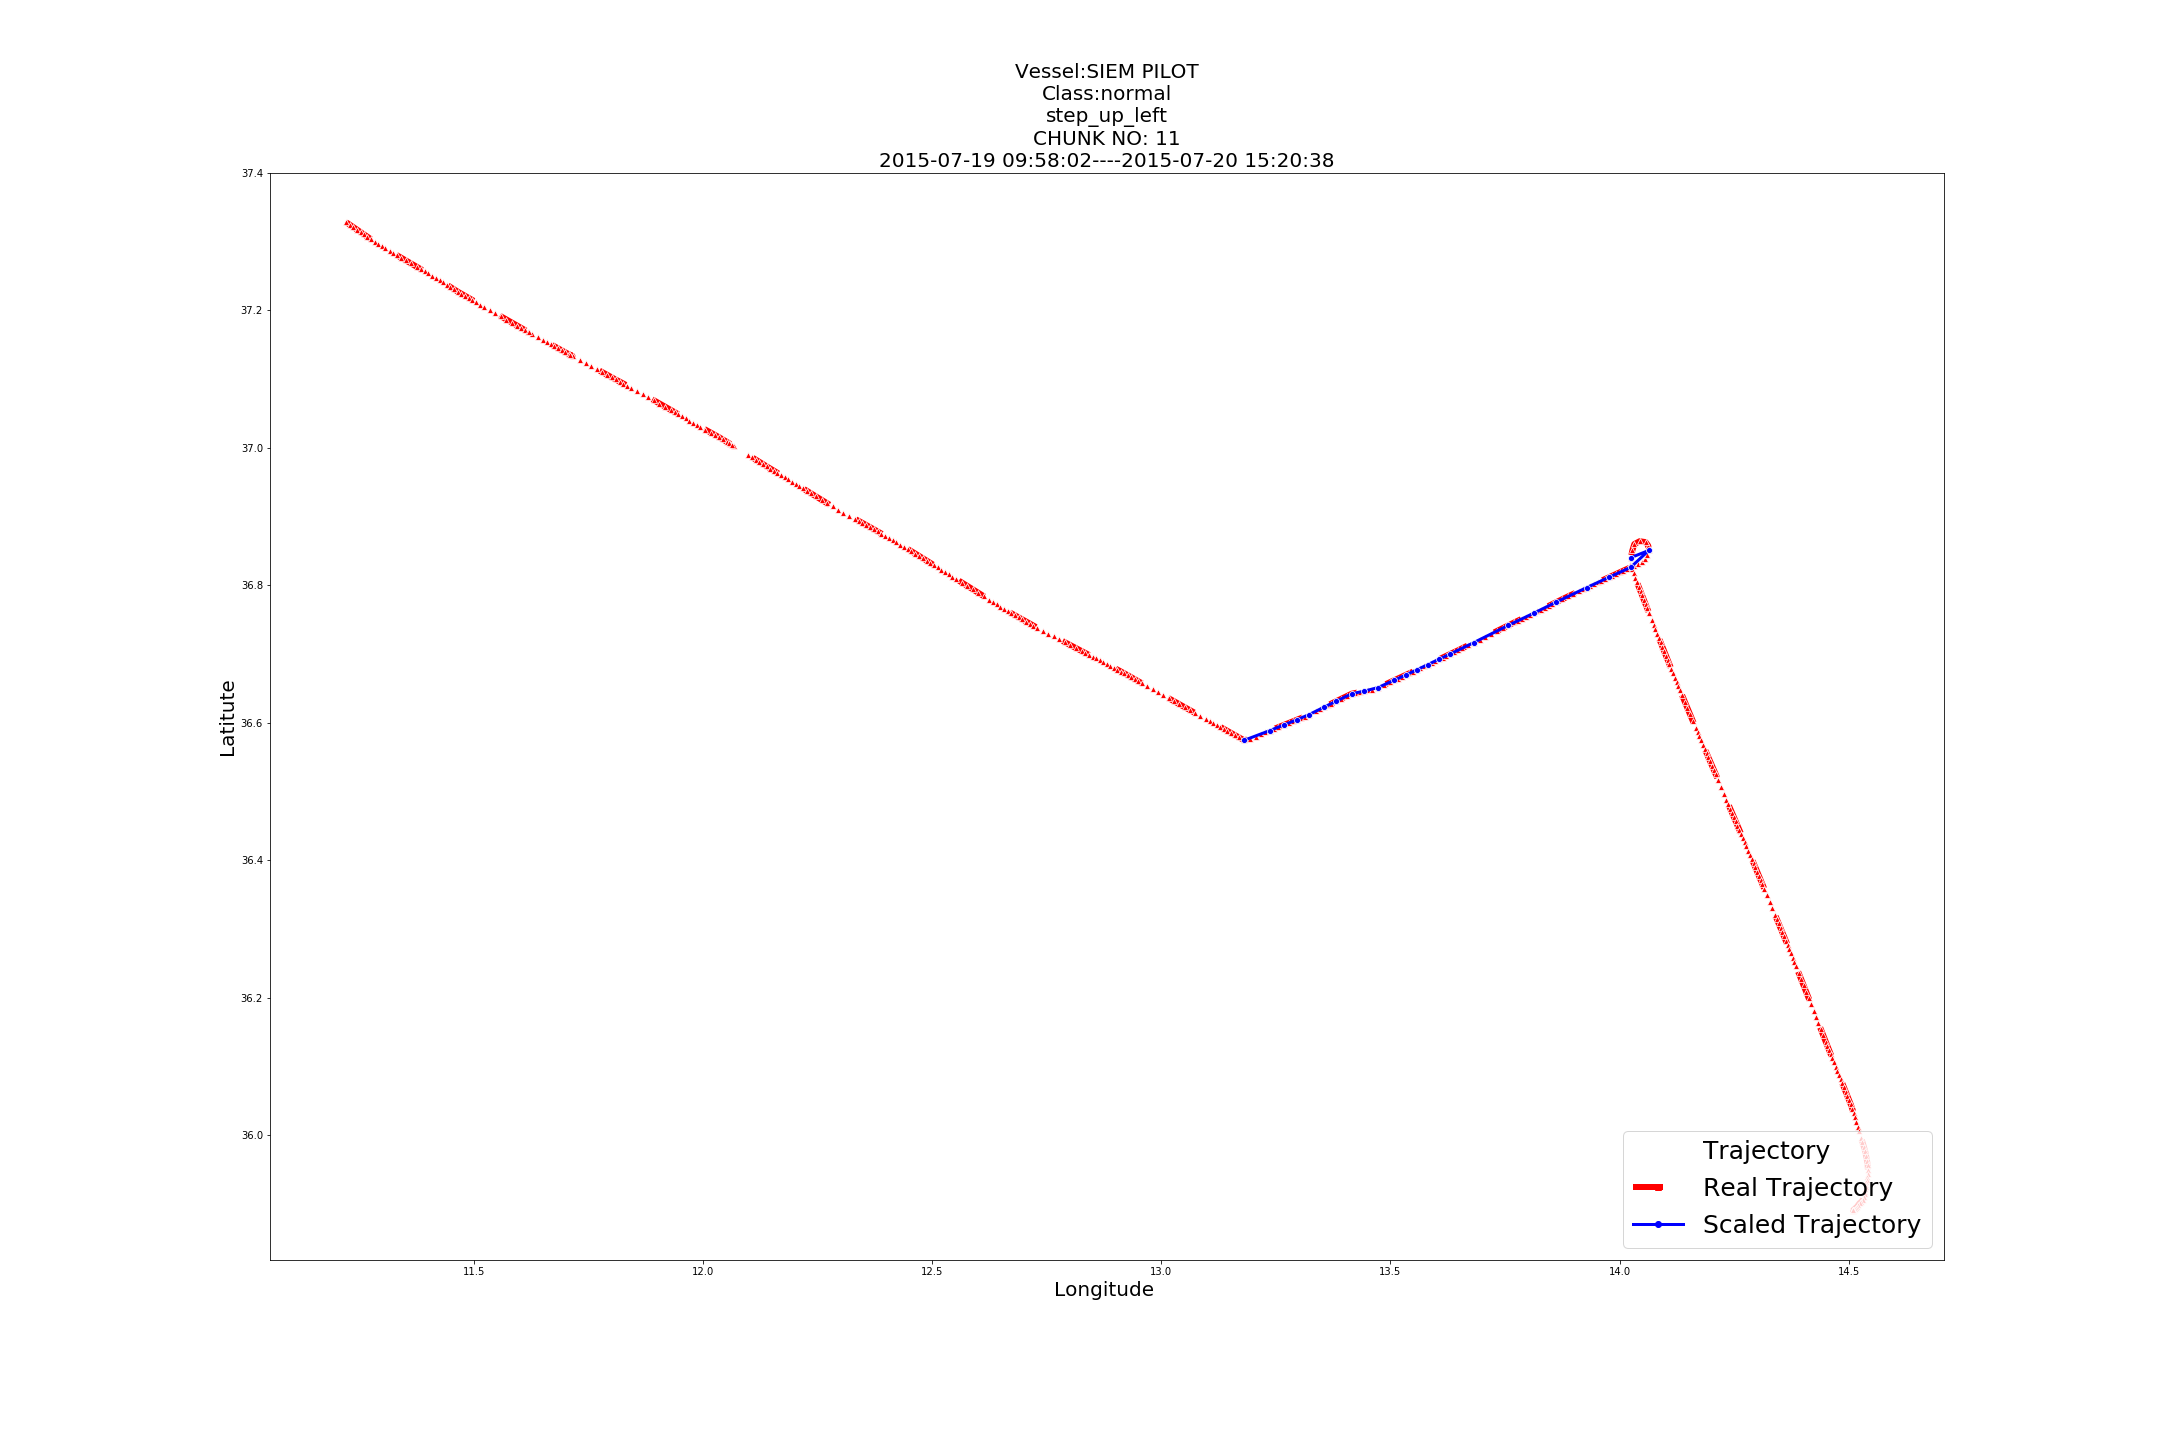 Vessel:SIEM PILOT
Class:normal
step_up_left
CHUNK NO: 11
2015-07-19 09:58:02----2015-07-20 15:20:38
37.4
37.2
37.0
36.8
36.6
36.4
36.2
36.0
Latitute
11.5
12.0
12.5
13.0
13.5
14.0
14.5
Longitude
Trajectory
Real Trajectory
Scaled Trajectory